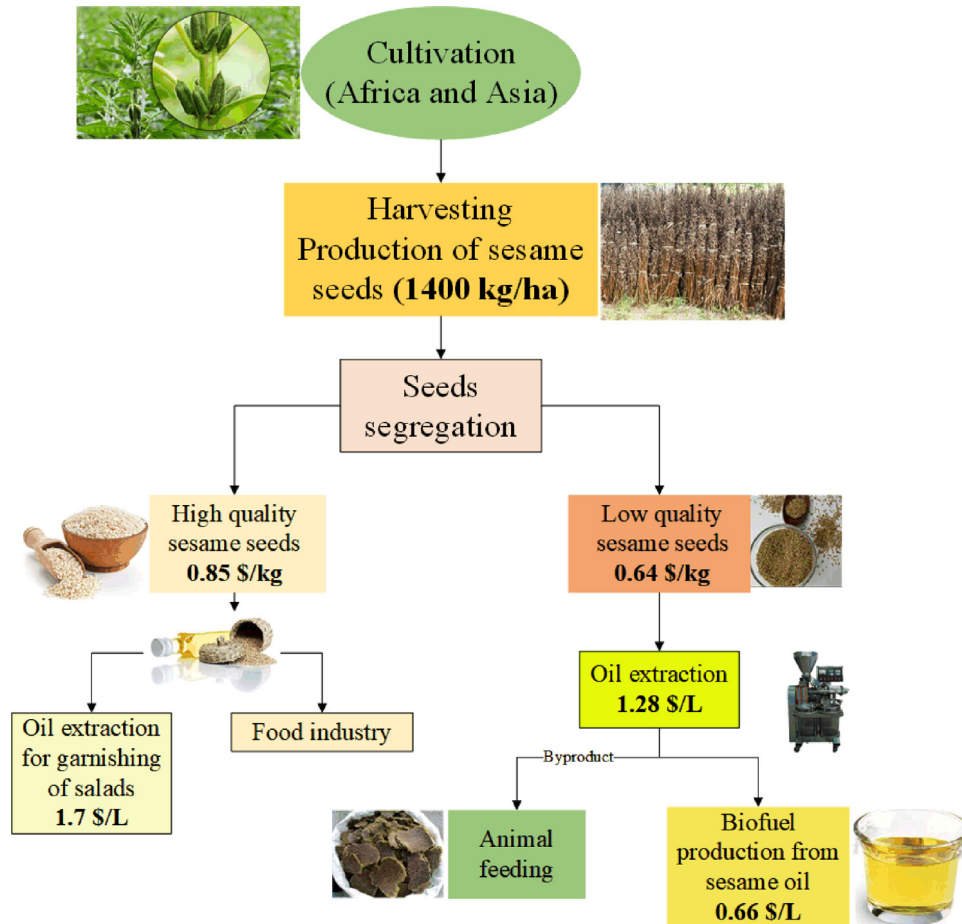 Cultivation
(Africa and Asia)
Harvesting
Production of sesame
seeds (1400 kg/ha)
Seeds
segregation
High quality
sesame seeds
0.85 $/kg
Low quality
sesame seeds
0.64 $/kg
Oil extraction
for garnishing
of salads
1.7 $/L
Food industry
Oil extraction
1.28 $/L
Byproduct
Animal
feeding
Biofuel
production from
sesame oil
0.66 $/L